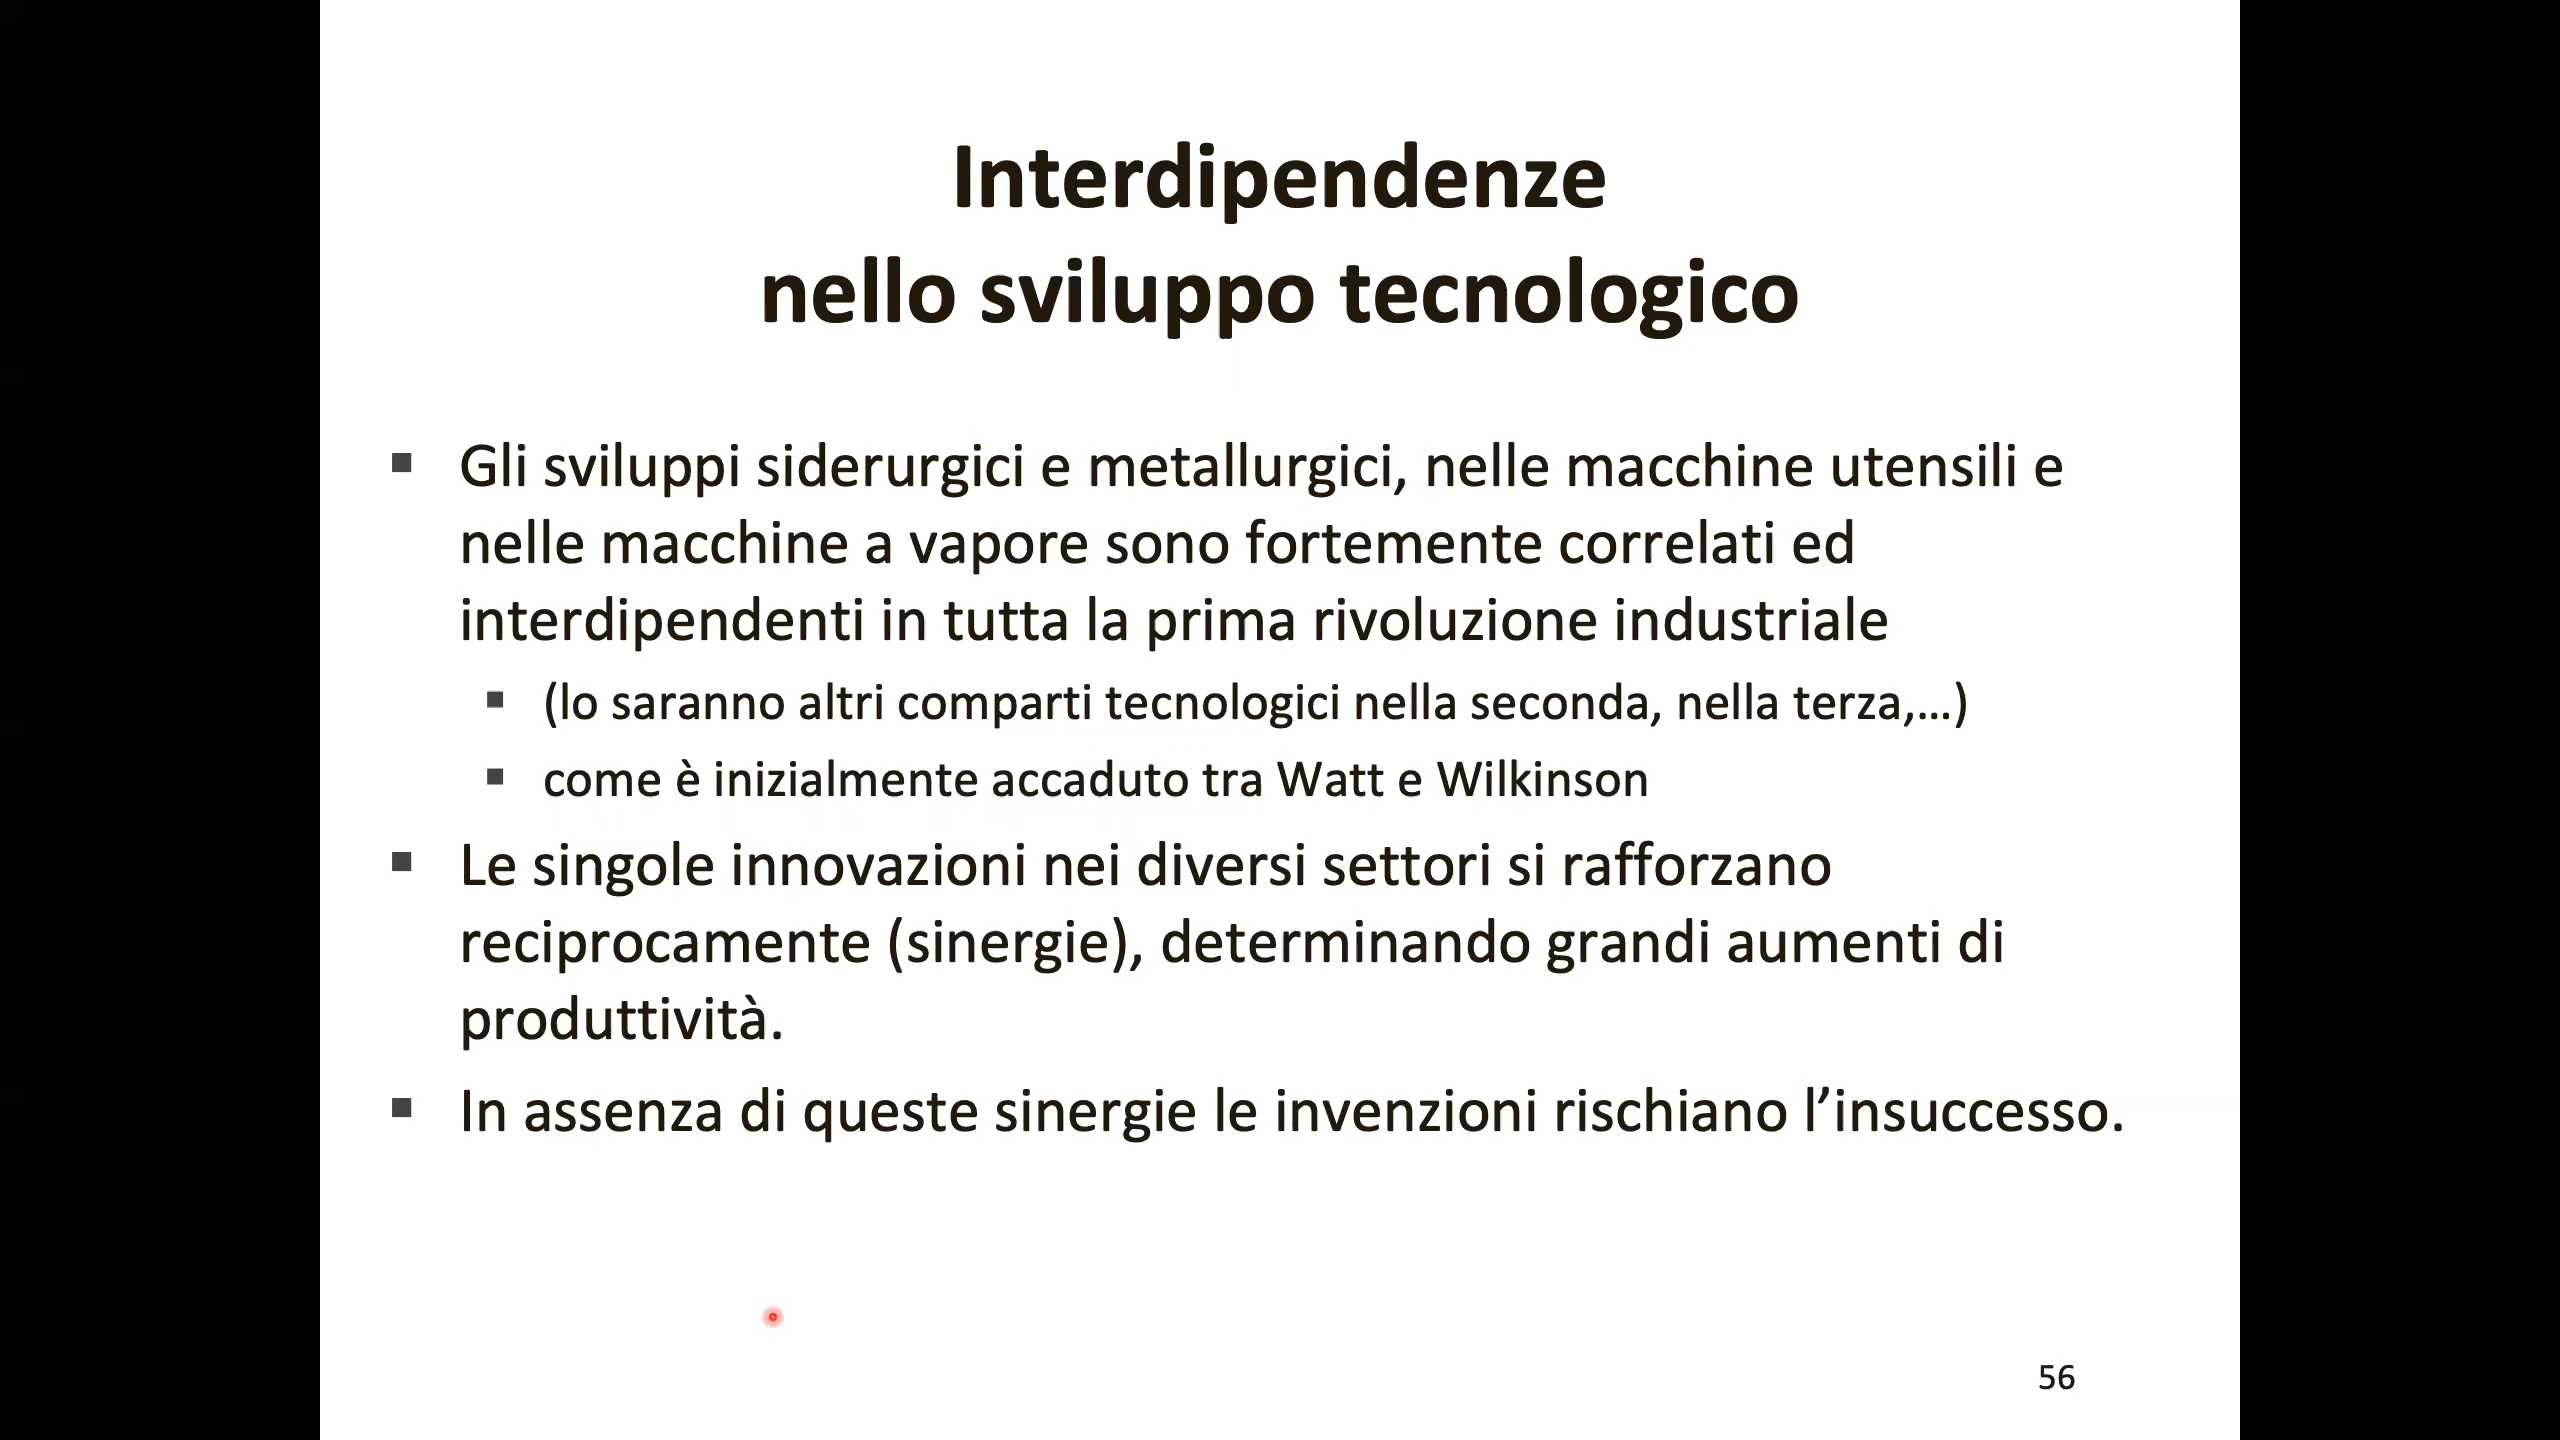 Interdipendenze
nello sviluppo tecnologico
Gli sviluppi siderurgici e metallurgici, nelle macchine utensili e
nelle macchine a vapore sono fortemente correlati ed
interdipendenti in tutta la prima rivoluzione industriale
(lo saranno altri comparti tecnologici nella seconda, nella terza,...)
come è inizialmente accaduto tra Watt e Wilkinson
Le singole innovazioni nei diversi settori si rafforzano
reciprocamente (sinergie), determinando grandi aumenti di
produttività.
In assenza di queste sinergie le invenzioni rischiano l’insuccesso.
56